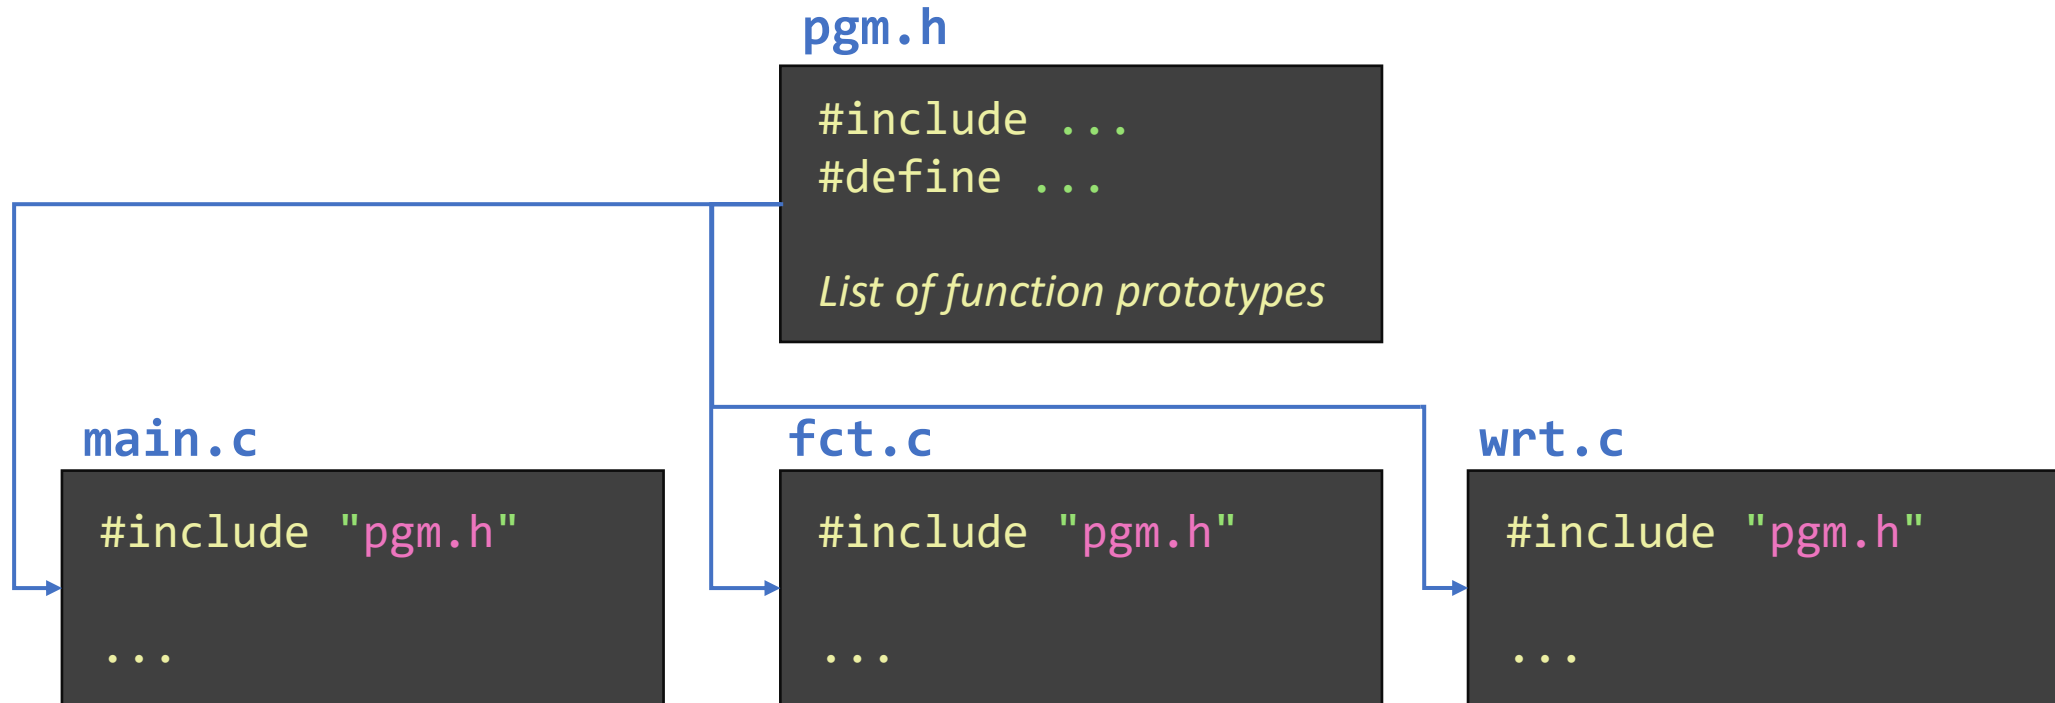 pgm.h
#include ...
#define ...
List of function prototypes
main.c
#include "pgm.h"
...
fct.c
#include "pgm.h"
...
wrt.c
#include "pgm.h"
...